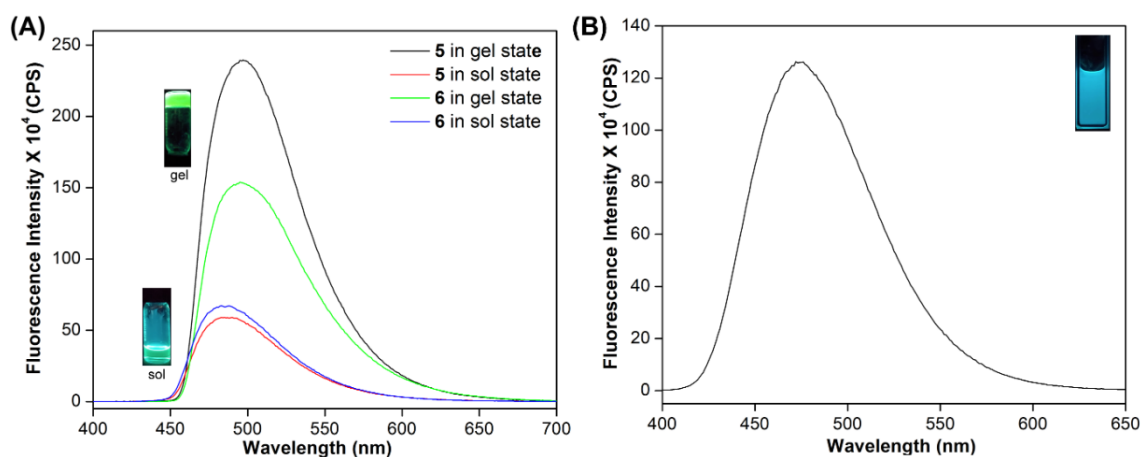 (A)
Fluorescence Intensity X 10⁴ (CPS)
250
200
150
100
50
0
5 in gel state
5 in sol state
6 in gel state
6 in sol state
gel
sol
400 450 500 550 600 650 700
Wavelength (nm)
(B)
Fluorescence Intensity X 10⁴ (CPS)
140
120
100
80
60
40
20
0
400 450 500 550 600 650
Wavelength (nm)